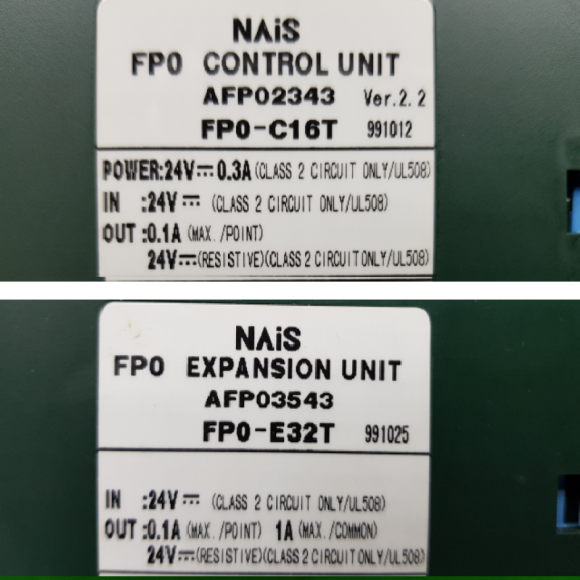 NAiS
FP0 CONTROL UNIT
AFP02343 Ver.2.2
FP0-C16T 991012
POWER:24V⎓0.3A(CLASS 2 CIRCUIT ONLY/UL508)
IN :24V⎓ (CLASS 2 CIRCUIT ONLY/UL508)
OUT :0.1A (MAX./POINT)
24V⎓(RESISTIVE)(CLASS 2 CIRCUIT ONLY/UL508)
NAiS
FP0 EXPANSION UNIT
AFP03543
FP0-E32T 991025
IN :24V⎓ (CLASS 2 CIRCUIT ONLY/UL508)
OUT :0.1A (MAX./POINT) 1A (MAX./COMMON)
24V⎓(RESISTIVE)(CLASS 2 CIRCUIT ONLY/UL508)